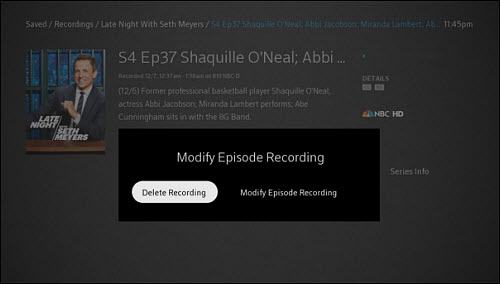 Saved / Recordings / Late Night With Seth Meyers / S4 Ep37 Shaquille O'Neal; Abbi Jacobson; Miranda Lambert, Ab... 11:45pm
S4 Ep37 Shaquille O'Neal; Abbi ...
Recorded 12/7, 12:37am - 1:38am on 810 NBC-D
(12/6) Former basketball player Shaquille O'Neal,
actress Abbi Jacobson; Miranda Lambert performs; Abe
Cunningham sits in with the 8G Band.
DETAILS
CC
NBC HD
LATE
NIGHT
WITH
SETH
MEYERS
Series Info
Modify Episode Recording
Delete Recording
Modify Episode Recording